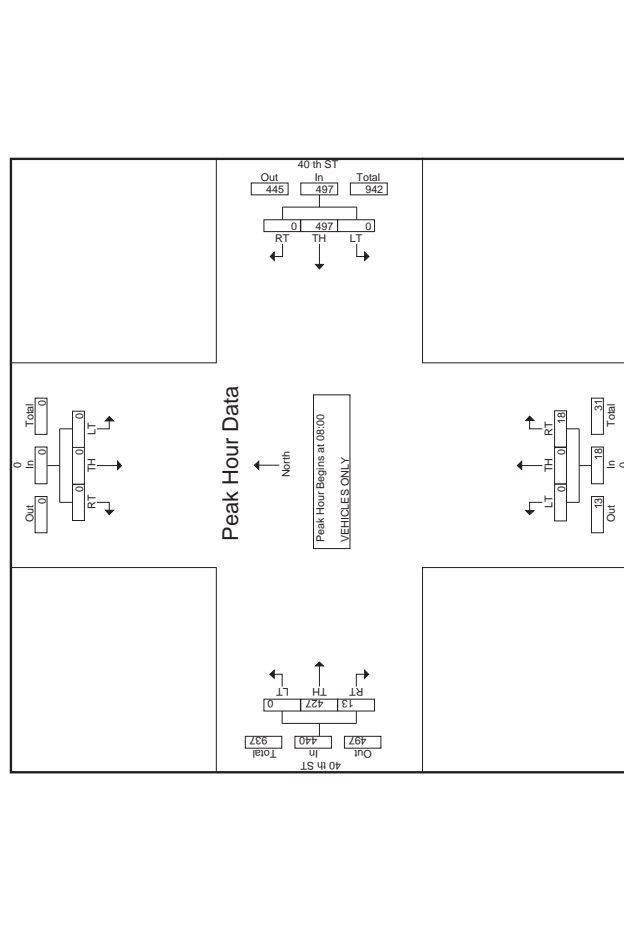 40 th ST
Out In Total
445 497 942
0 497 0
RT TH LT
0
Out In Total
0 0 0
0 0 0
RT TH LT
Peak Hour Data
North
Peak Hour Begins at 08:00
VEHICLES ONLY
LT TH RT
0 0 18
13 18 31
Out In Total
0
LT TH RT
0 427 13
937 440 497
Total In Out
40 th ST